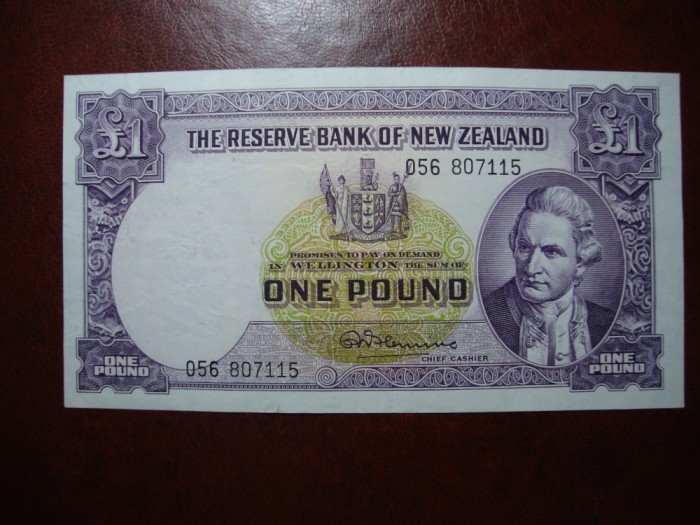 £1
£1
THE RESERVE BANK OF NEW ZEALAND
056 807115
PROMISES TO PAY ON DEMAND
IN WELLINGTON THE SUM OF
ONE POUND
R Fleming
CHIEF CASHIER
056 807115
ONE
POUND
ONE
POUND